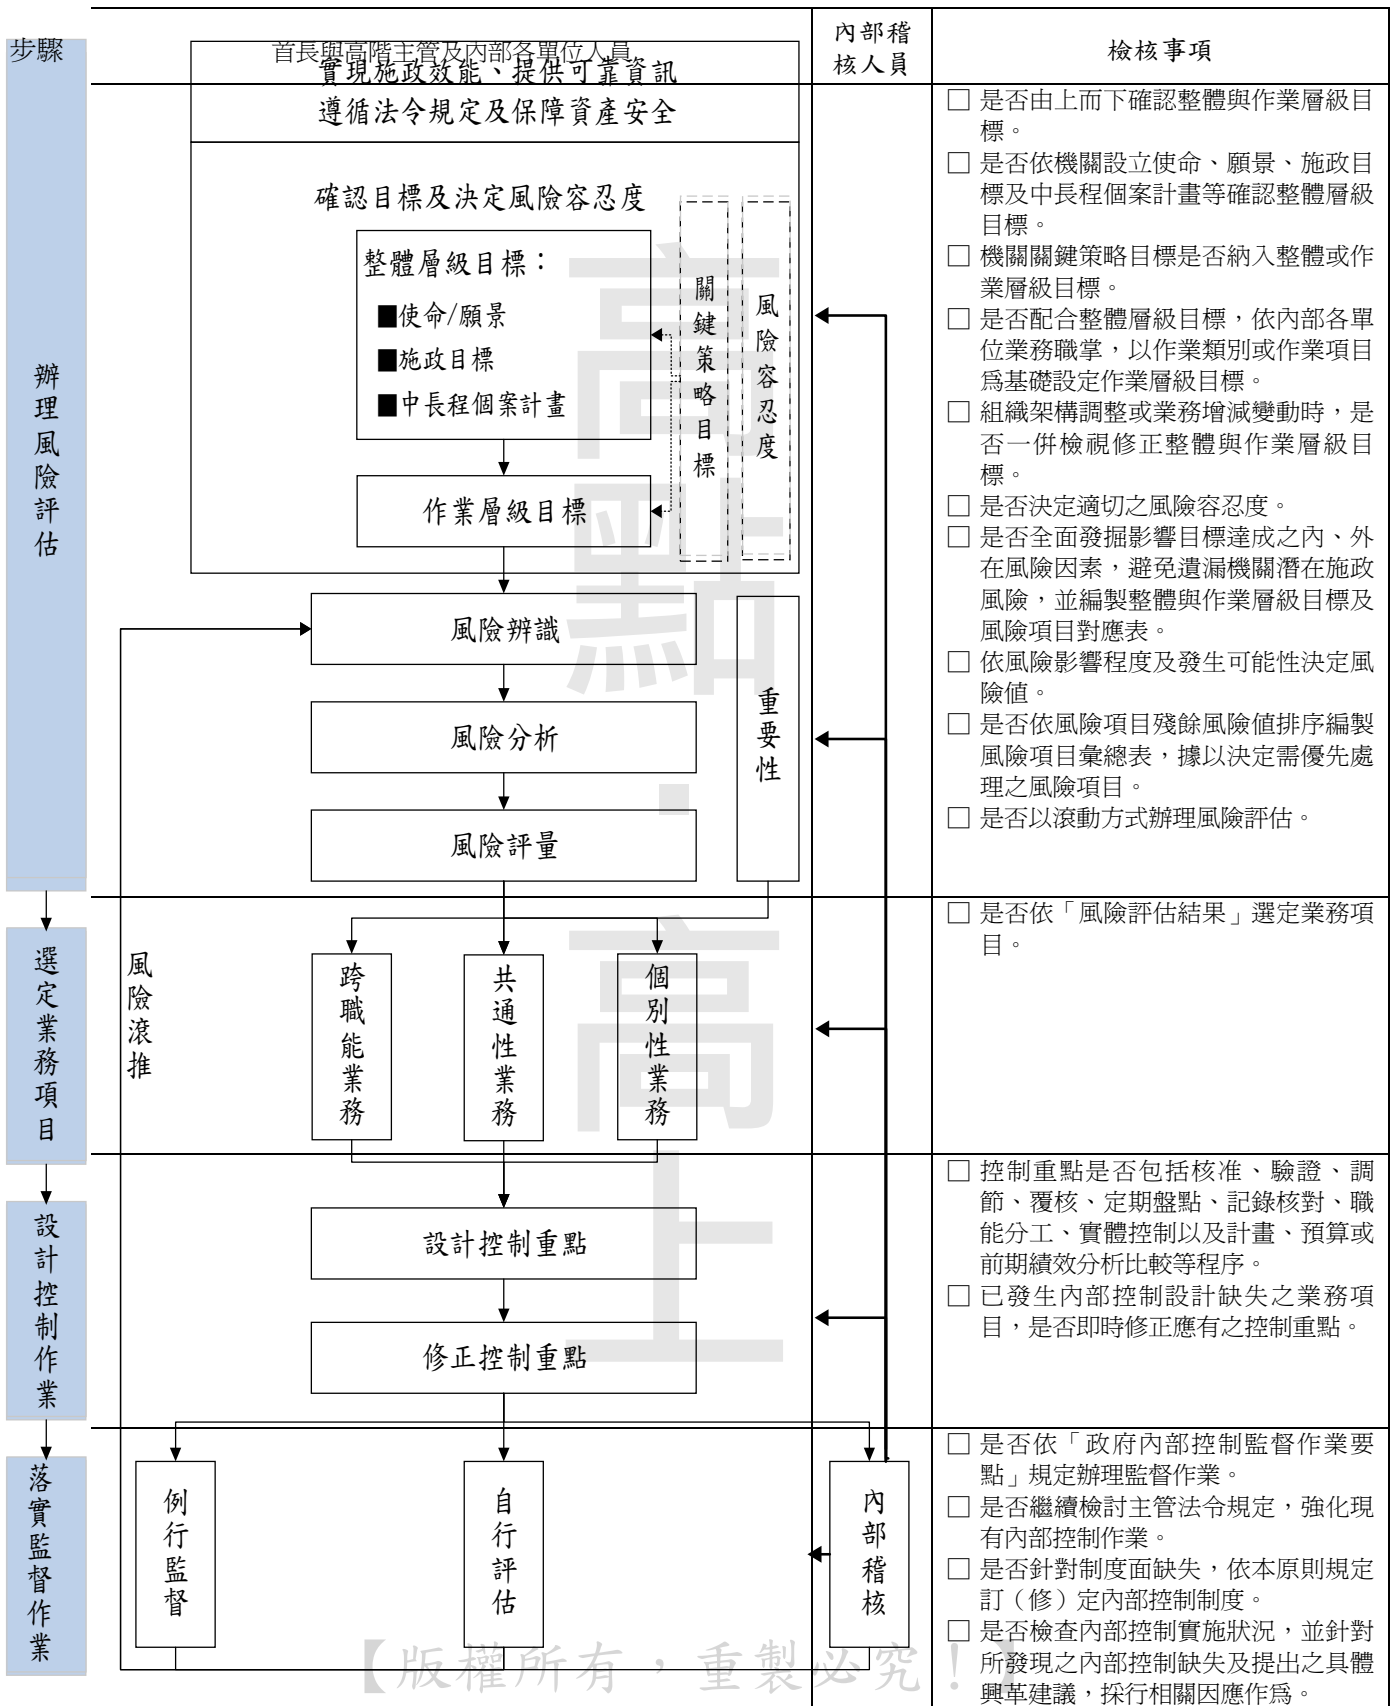 步驟
首長與高階主管及內部各單位人員
內部稽
核人員
檢核事項
實現施政效能、提供可靠資訊
遵循法令規定及保障資產安全
辦理風險評估
確認目標及決定風險容忍度
整體層級目標：
■使命/願景
■施政目標
■中長程個案計畫
作業層級目標
關鍵策略目標
風險容忍度
風險辨識
風險分析
風險評量
重要性
□ 是否由上而下確認整體與作業層級目
標。
□ 是否依機關設立使命、願景、施政目
標及中長程個案計畫等確認整體層級
目標。
□ 機關關鍵策略目標是否納入整體或作
業層級目標。
□ 是否配合整體層級目標，依內部各單
位業務職掌，以作業類別或作業項目
為基礎設定作業層級目標。
□ 組織架構調整或業務增減變動時，是
否一併檢視修正整體與作業層級目
標。
□ 是否決定適切之風險容忍度。
□ 是否全面發掘影響目標達成之內、外
在風險因素，避免遺漏機關潛在施政
風險，並編製整體與作業層級目標及
風險項目對應表。
□ 依風險影響程度及發生可能性決定風
險值。
□ 是否依風險項目殘餘風險值排序編製
風險項目彙總表，據以決定需優先處
理之風險項目。
□ 是否以滾動方式辦理風險評估。
選定業務項目
風險滾推
跨職能業務
共通性業務
個別性業務
□ 是否依「風險評估結果」選定業務項
目。
設計控制作業
設計控制重點
修正控制重點
□ 控制重點是否包括核准、驗證、調
節、覆核、定期盤點、記錄核對、職
能分工、實體控制以及計畫、預算或
前期績效分析比較等程序。
□ 已發生內部控制設計缺失之業務項
目，是否即時修正應有之控制重點。
落實監督作業
例行監督
自行評估
內部稽核
□ 是否依「政府內部控制監督作業要
點」規定辦理監督作業。
□ 是否繼續檢討主管法令規定，強化現
有內部控制作業。
□ 是否針對制度面缺失，依本原則規定
訂（修）定內部控制制度。
□ 是否檢查內部控制實施狀況，並針對
所發現之內部控制缺失及提出之具體
興革建議，採行相關因應作為。
高點．高上
【版權所有，重製必究！】